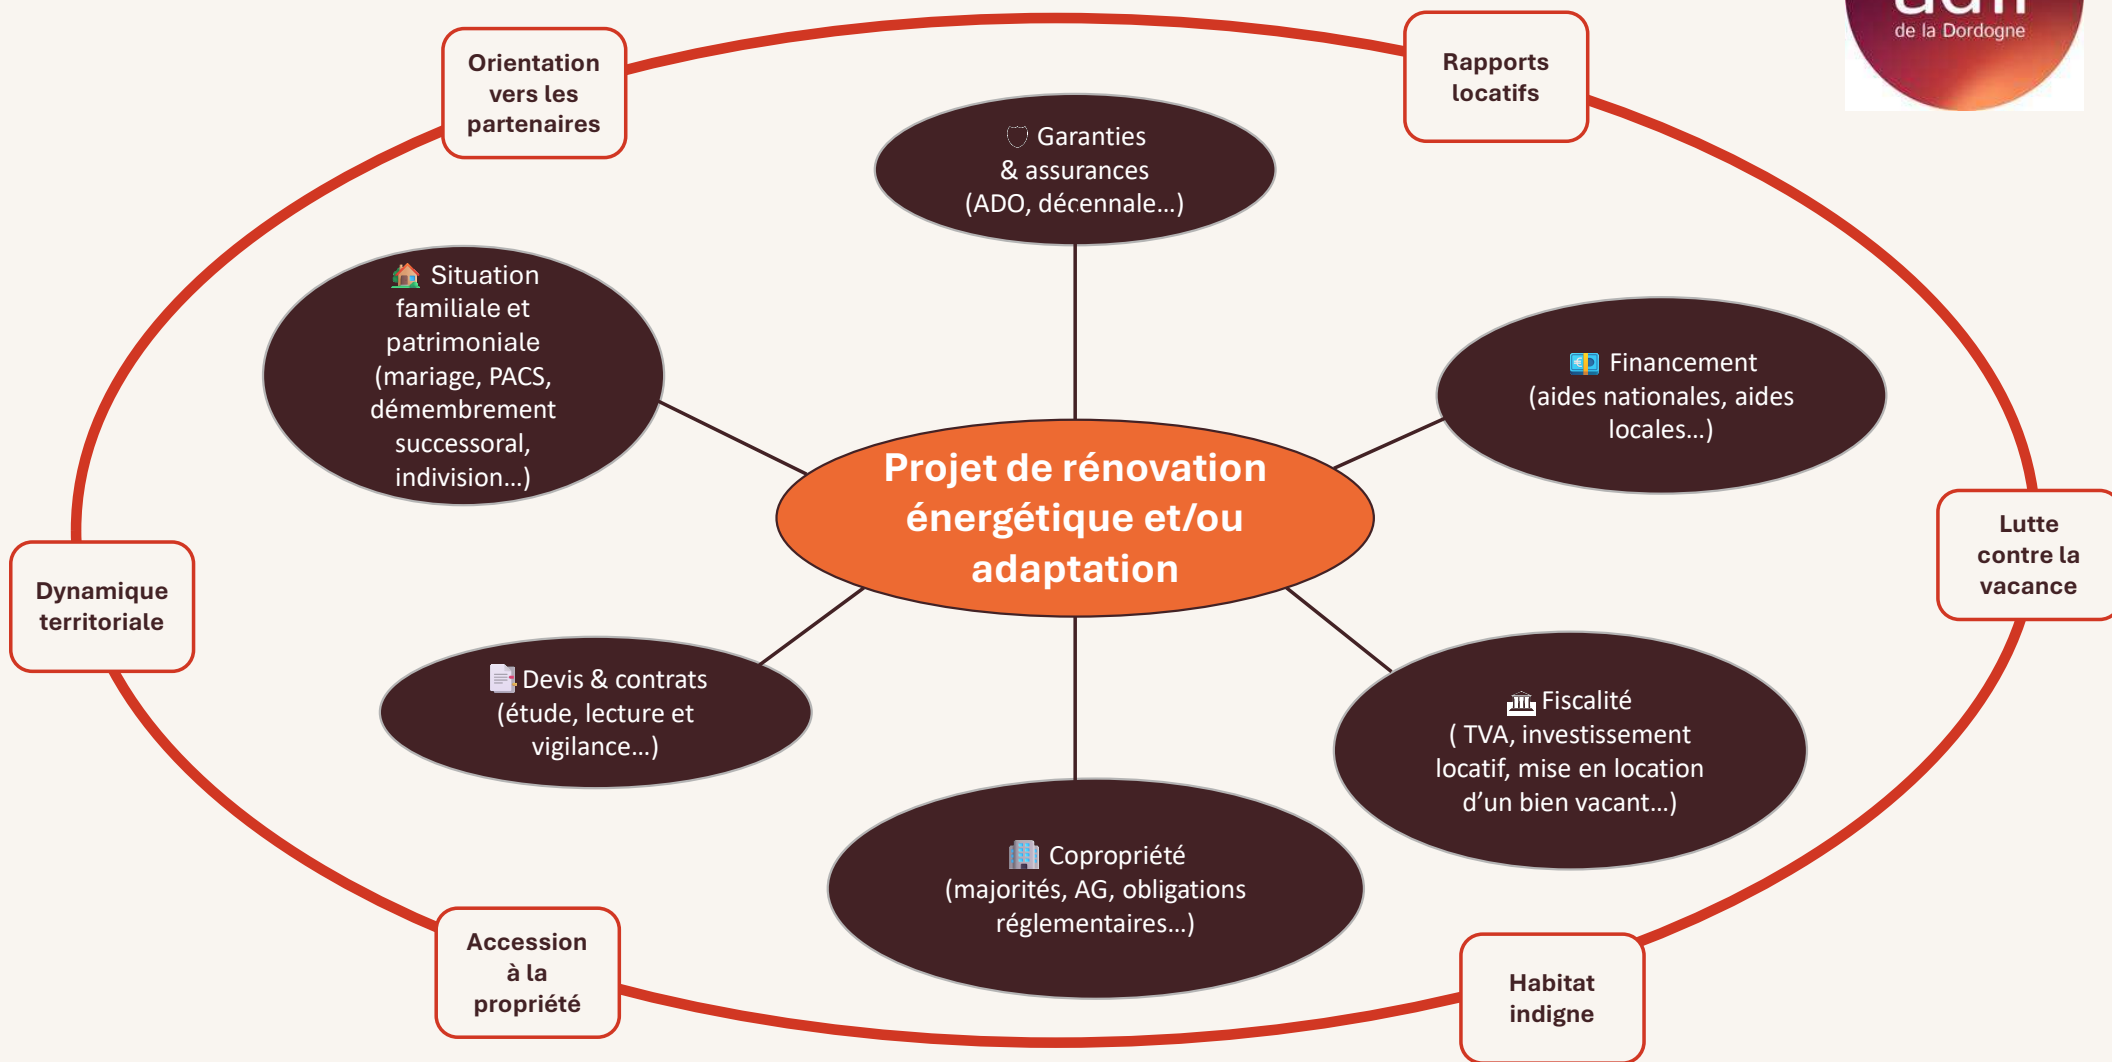 de la Dordogne
Orientation
vers les
partenaires
Rapports
locatifs
Garanties
& assurances
(ADO, décennale…)
Situation
familiale et
patrimoniale
(mariage, PACS,
démembrement
successoral,
indivision…)
Financement
(aides nationales, aides
locales…)
Projet de rénovation
énergétique et/ou
adaptation
Lutte
contre la
vacance
Dynamique
territoriale
Devis & contrats
(étude, lecture et
vigilance…)
Fiscalité
( TVA, investissement
locatif, mise en location
d’un bien vacant…)
Copropriété
(majorités, AG, obligations
réglementaires…)
Accession
à la
propriété
Habitat
indigne